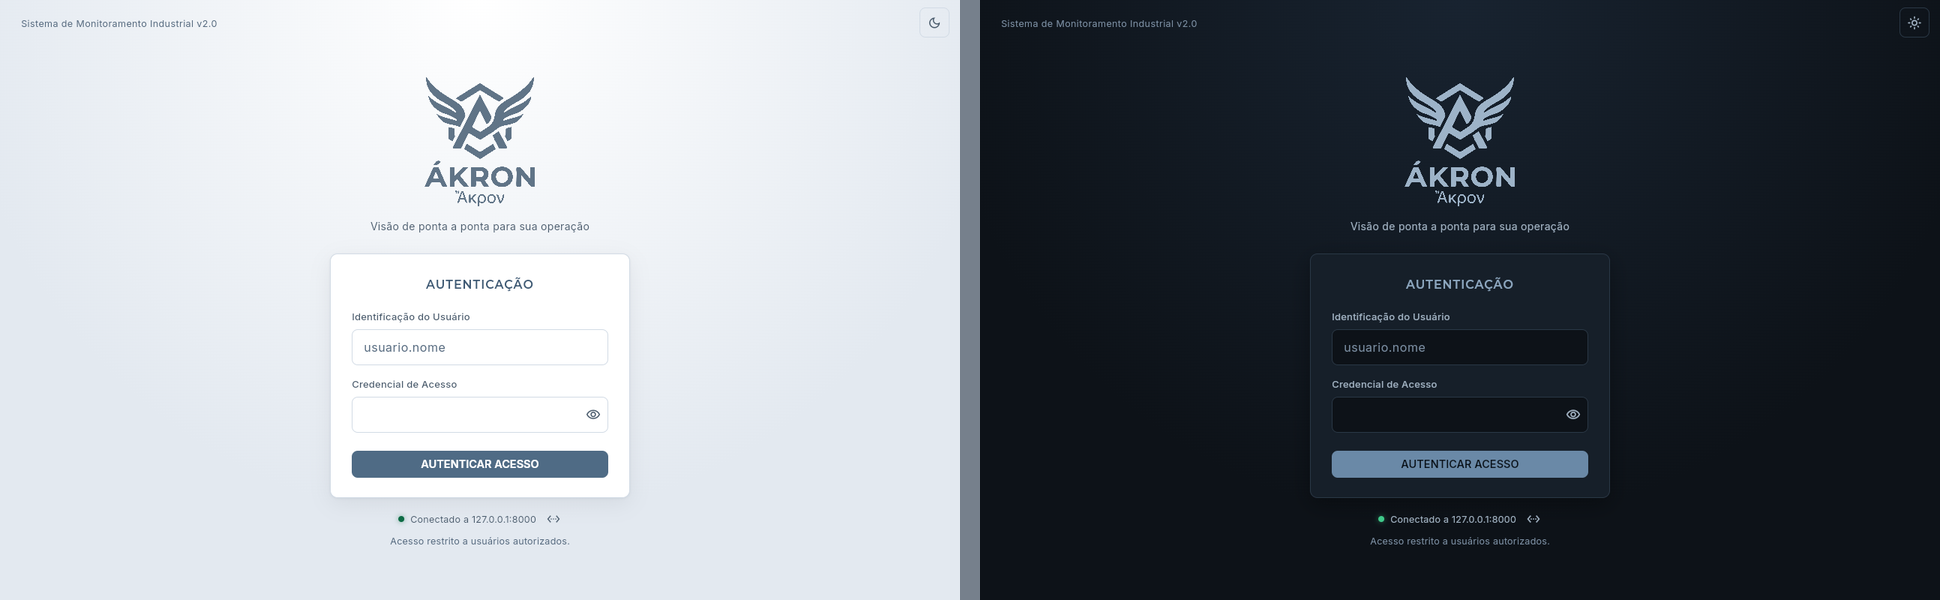 Sistema de Monitoramento Industrial v2.0
ÁKRON
Ἄκρον
Visão de ponta a ponta para sua operação
AUTENTICAÇÃO
Identificação do Usuário
usuario.nome
Credencial de Acesso
AUTENTICAR ACESSO
Conectado a 127.0.0.1:8000
Acesso restrito a usuários autorizados.
Sistema de Monitoramento Industrial v2.0
ÁKRON
Ἄκρον
Visão de ponta a ponta para sua operação
AUTENTICAÇÃO
Identificação do Usuário
usuario.nome
Credencial de Acesso
AUTENTICAR ACESSO
Conectado a 127.0.0.1:8000
Acesso restrito a usuários autorizados.